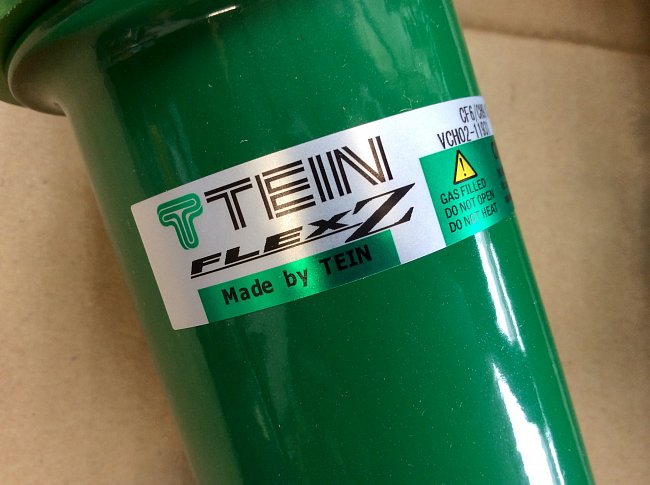 TEIN
FLEX Z
Made by TEIN
GAS FILLED
DO NOT OPEN
DO NOT HEAT